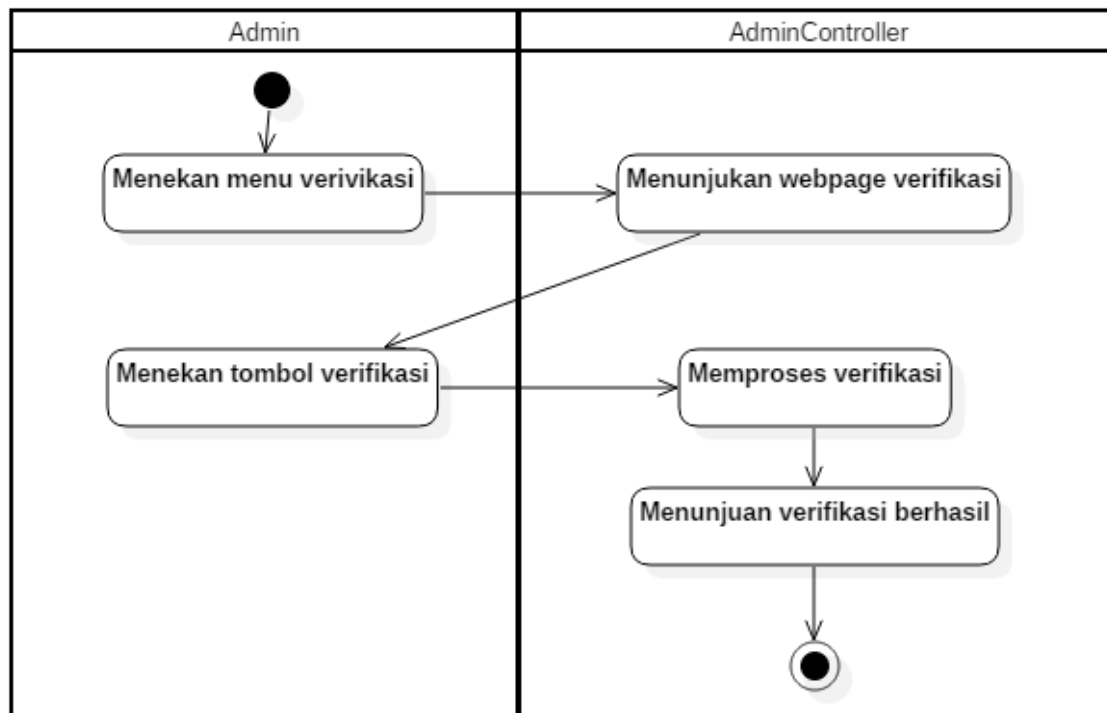 Admin
AdminController
Menekan menu verivikasi
Menunjukan webpage verifikasi
Menekan tombol verifikasi
Memproses verifikasi
Menunjuan verifikasi berhasil